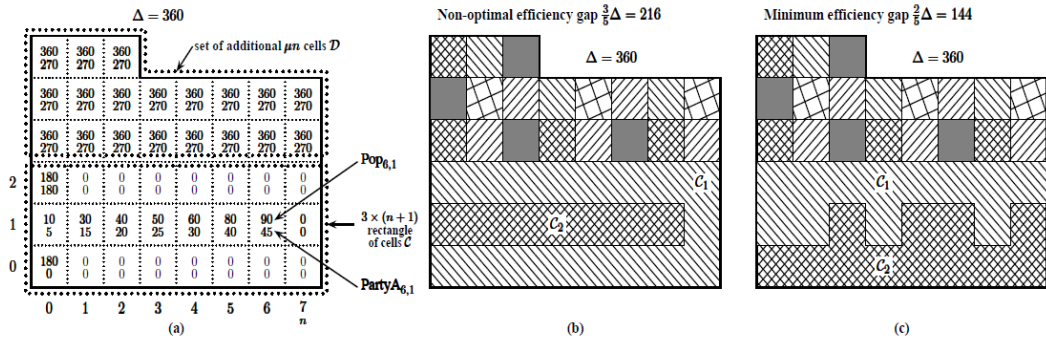 Δ = 360
set of additional μn cells 𝒟
360 360 360
270 270 270
360 360 360 360 360 360 360 360
270 270 270 270 270 270 270 270
360 360 360 360 360 360 360 360
270 270 270 270 270 270 270 270
2 180 0 0 0 0 0 0 0
180 0 0 0 0 0 0 0
1 10 30 40 50 60 80 90 0
5 15 20 25 30 40 45 0
0 180 0 0 0 0 0 0 0
0 0 0 0 0 0 0 0
0 1 2 3 4 5 6 7
n
Pop6,1
3 × (n + 1)
rectangle
of cells 𝒞
PartyA6,1
(a)
Non-optimal efficiency gap 3/5Δ = 216
Δ = 360
𝒞1
𝒞2
(b)
Minimum efficiency gap 2/5Δ = 144
Δ = 360
𝒞1
𝒞2
(c)